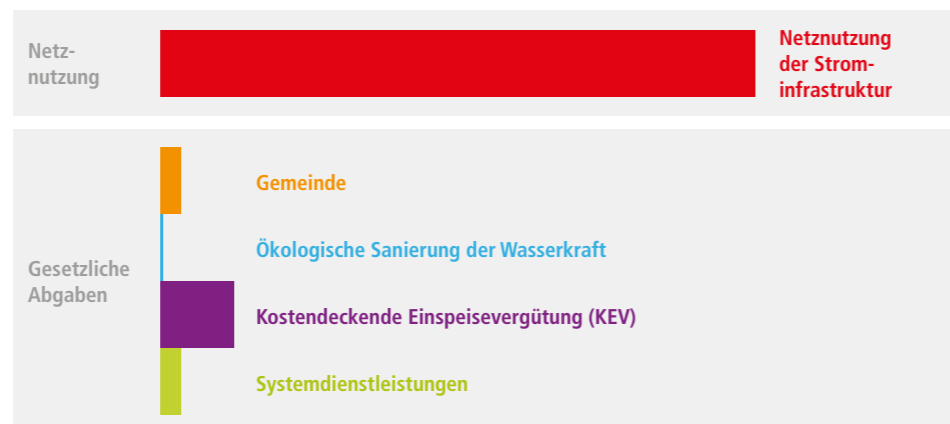 Netz-
nutzung
Netznutzung
der Strom-
infrastruktur
Gesetzliche
Abgaben
Gemeinde
Ökologische Sanierung der Wasserkraft
Kostendeckende Einspeisevergütung (KEV)
Systemdienstleistungen